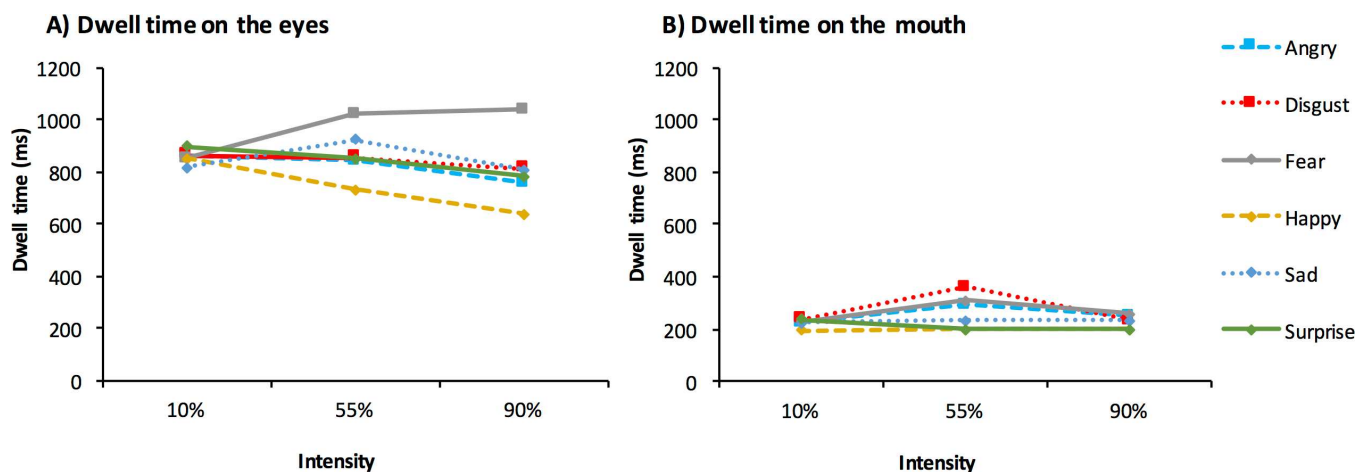 A) Dwell time on the eyes
1200
1000
800
600
400
200
0
Dwell time (ms)
10%
55%
90%
Intensity
B) Dwell time on the mouth
1200
1000
800
600
400
200
0
Dwell time (ms)
10%
55%
90%
Intensity
Angry
Disgust
Fear
Happy
Sad
Surprise